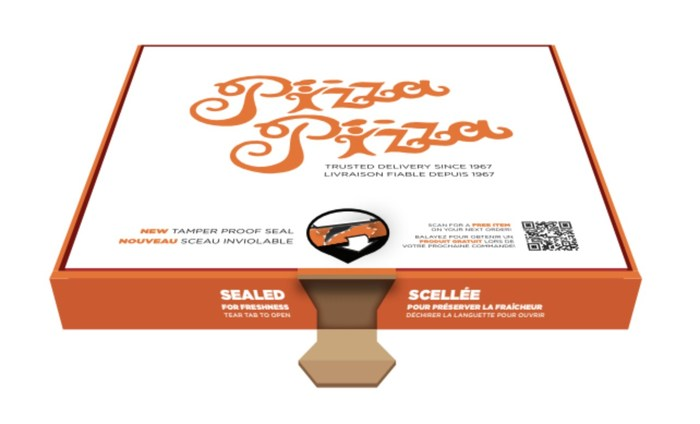 Pizza
Pizza
TRUSTED DELIVERY SINCE 1967
LIVRAISON FIABLE DEPUIS 1967
NEW TAMPER PROOF SEAL
NOUVEAU SCEAU INVIOLABLE
SCAN FOR A FREE ITEM
ON YOUR NEXT ORDER!
BALAYEZ POUR OBTENIR UN
PRODUIT GRATUIT LORS DE
VOTRE PROCHAINE COMMANDE!
SEALED
FOR FRESHNESS
TEAR TAB TO OPEN
SCELLÉE
POUR PRÉSERVER LA FRAÎCHEUR
DÉCHIRER LA LANGUETTE POUR OUVRIR